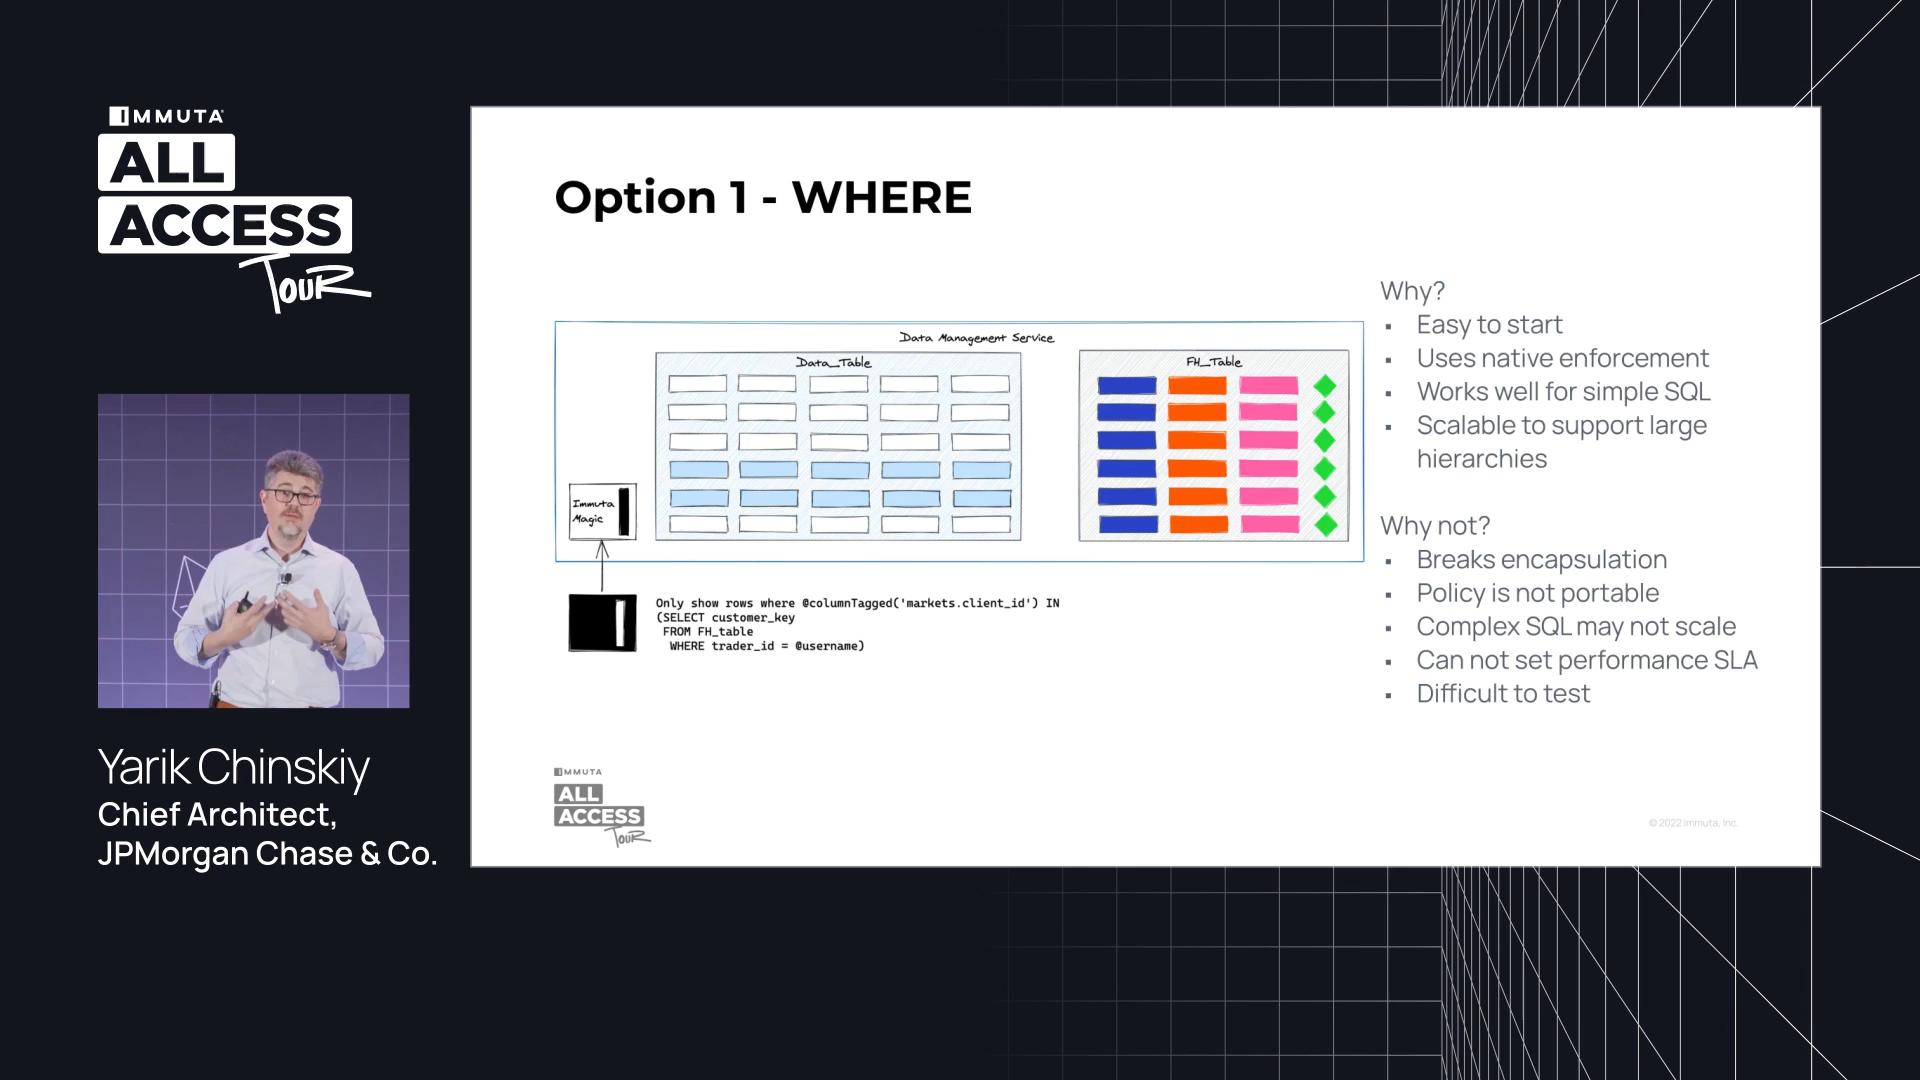 IMMUTA
ALL
ACCESS
TOUR
Yarik Chinskiy
Chief Architect,
JPMorgan Chase & Co.
Option 1 - WHERE
Data Management Service
Data_Table
FH_Table
Immuta
Magic
Only show rows where @columnTagged('markets.client_id') IN
(SELECT customer_key
FROM FH_table
WHERE trader_id = @username)
Why?
▪ Easy to start
▪ Uses native enforcement
▪ Works well for simple SQL
▪ Scalable to support large
hierarchies
Why not?
▪ Breaks encapsulation
▪ Policy is not portable
▪ Complex SQL may not scale
▪ Can not set performance SLA
▪ Difficult to test
IMMUTA
ALL
ACCESS
TOUR
© 2022 Immuta, Inc.